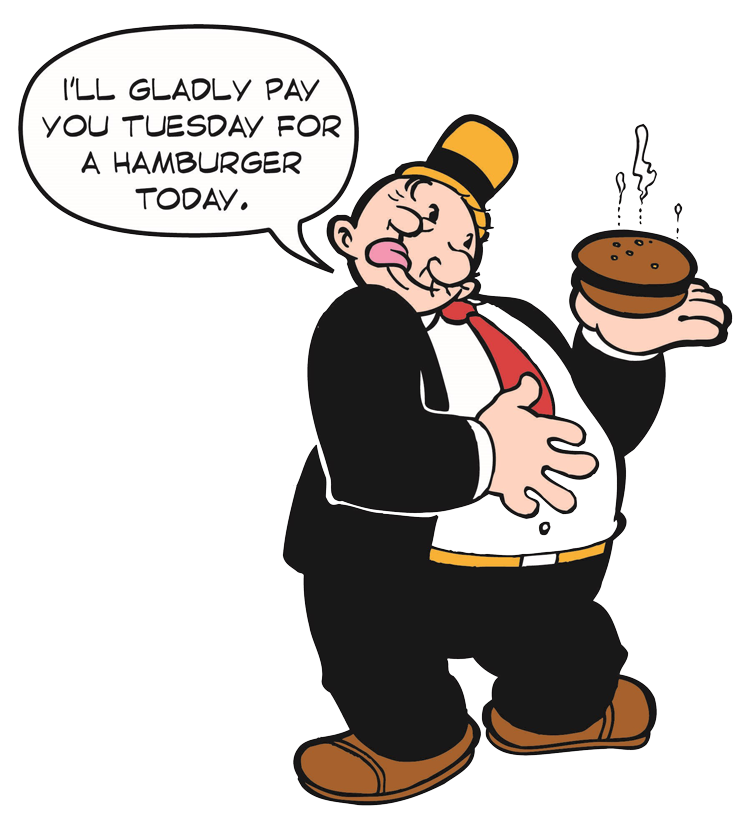 I'LL GLADLY PAY
YOU TUESDAY FOR
A HAMBURGER
TODAY.